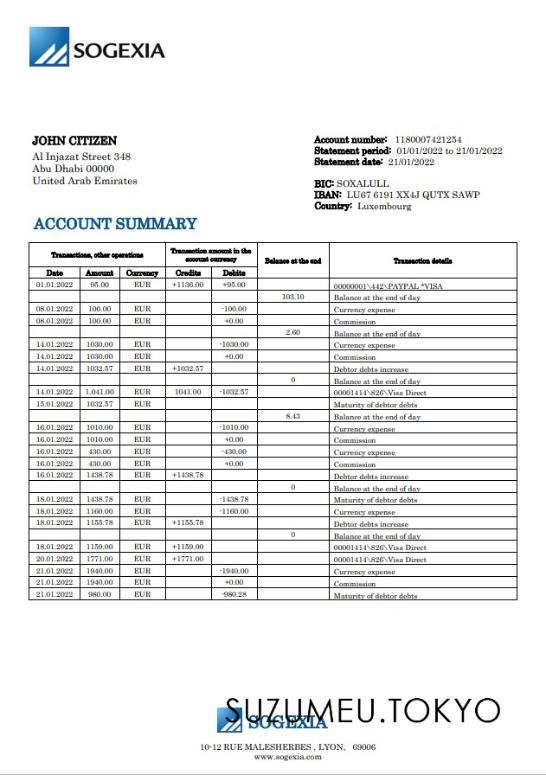 SOGEXIA
JOHN CITIZEN
Al Injazat Street 348
Abu Dhabi 00000
United Arab Emirates
Account number: 1180007421254
Statement period: 01/01/2022 to 21/01/2022
Statement date: 21/01/2022
BIC: SOXALULL
IBAN: LU67 6191 XX4J QUTX SAWP
Country: Luxembourg
ACCOUNT SUMMARY
Transactions, other operations Transaction amount in the account currency Balance at the end Transaction details
Date Amount Currency Credits Debits
01.01.2022 95.00 EUR +1136.00 +95.00 00000001\442\PAYPAL *VISA
103.10 Balance at the end of day
08.01.2022 100.00 EUR -100.00 Currency expense
08.01.2022 100.00 EUR +0.00 Commission
2.60 Balance at the end of day
14.01.2022 1030.00 EUR -1030.00 Currency expense
14.01.2022 1030.00 EUR +0.00 Commission
14.01.2022 1032.57 EUR +1032.57 Debtor debts increase
0 Balance at the end of day
14.01.2022 1.041.00 EUR 1041.00 -1032.57 00001414\826\Visa Direct
15.01.2022 1032.57 EUR Maturity of debtor debts
8.43 Balance at the end of day
16.01.2022 1010.00 EUR -1010.00 Currency expense
16.01.2022 1010.00 EUR +0.00 Commission
16.01.2022 430.00 EUR -430.00 Currency expense
16.01.2022 430.00 EUR +0.00 Commission
16.01.2022 1438.78 EUR +1438.78 Debtor debts increase
0 Balance at the end of day
18.01.2022 1438.78 EUR -1438.78 Maturity of debtor debts
18.01.2022 1160.00 EUR -1160.00 Currency expense
18.01.2022 1155.78 EUR +1155.78 Debtor debts increase
0 Balance at the end of day
18.01.2022 1159.00 EUR +1159.00 00001414\826\Visa Direct
20.01.2022 1771.00 EUR +1771.00 00001414\826\Visa Direct
21.01.2022 1940.00 EUR -1940.00 Currency expense
21.01.2022 1940.00 EUR +0.00 Commission
21.01.2022 980.00 EUR -980.28 Maturity of debtor debts
SUZUMEU.TOKYO
SOGEXIA
10-12 RUE MALESHERBES , LYON, 69006
www.sogexia.com